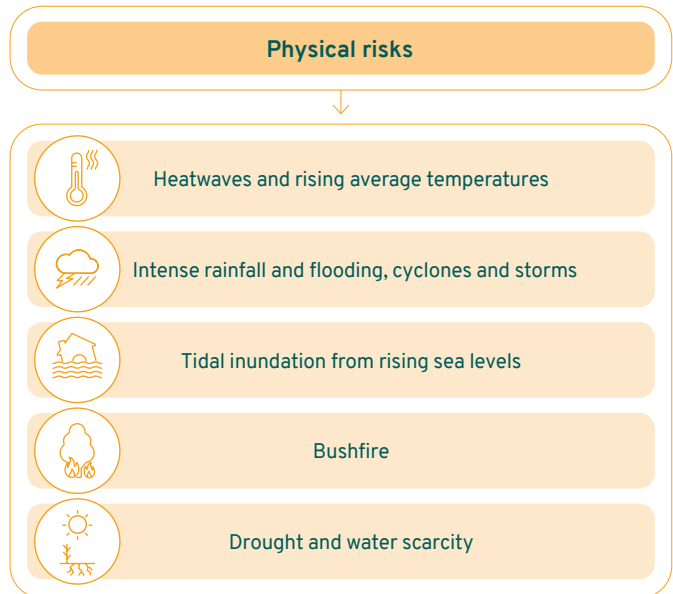 Physical risks
Heatwaves and rising average temperatures
Intense rainfall and flooding, cyclones and storms
Tidal inundation from rising sea levels
Bushfire
Drought and water scarcity